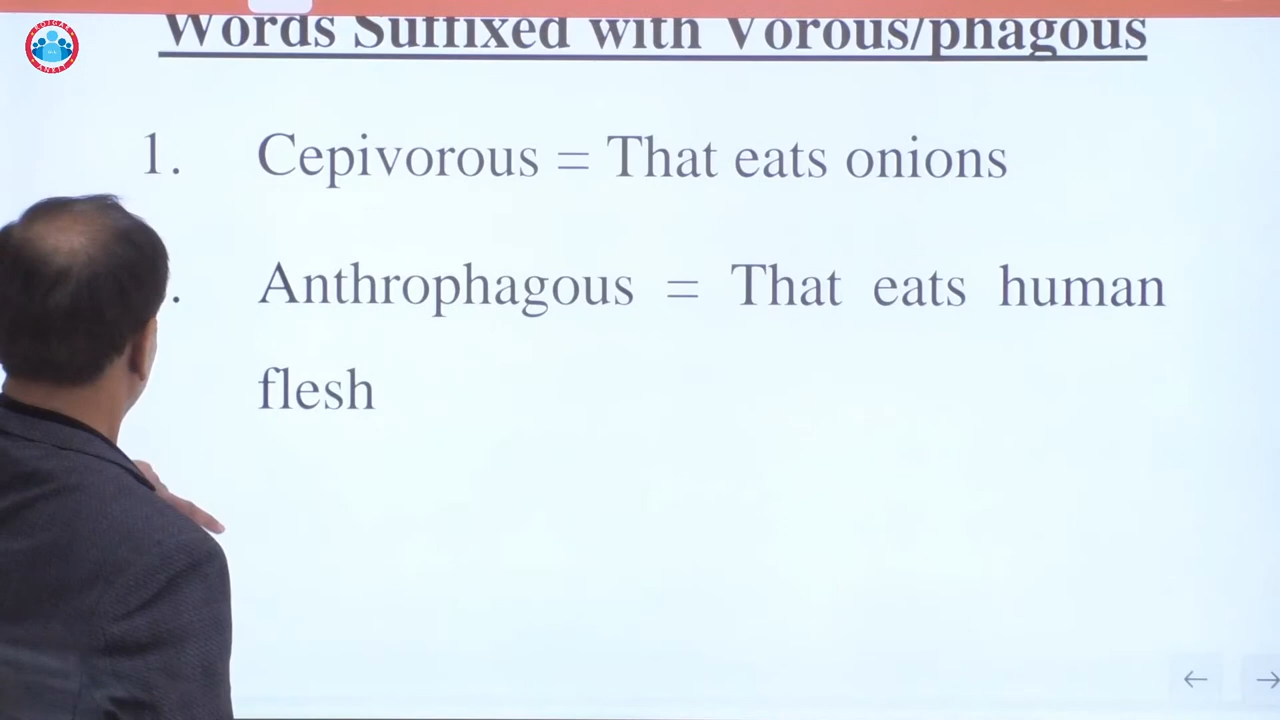 Words Suffixed with Vorous/phagous
1. Cepivorous = That eats onions
. Anthrophagous = That eats human
flesh